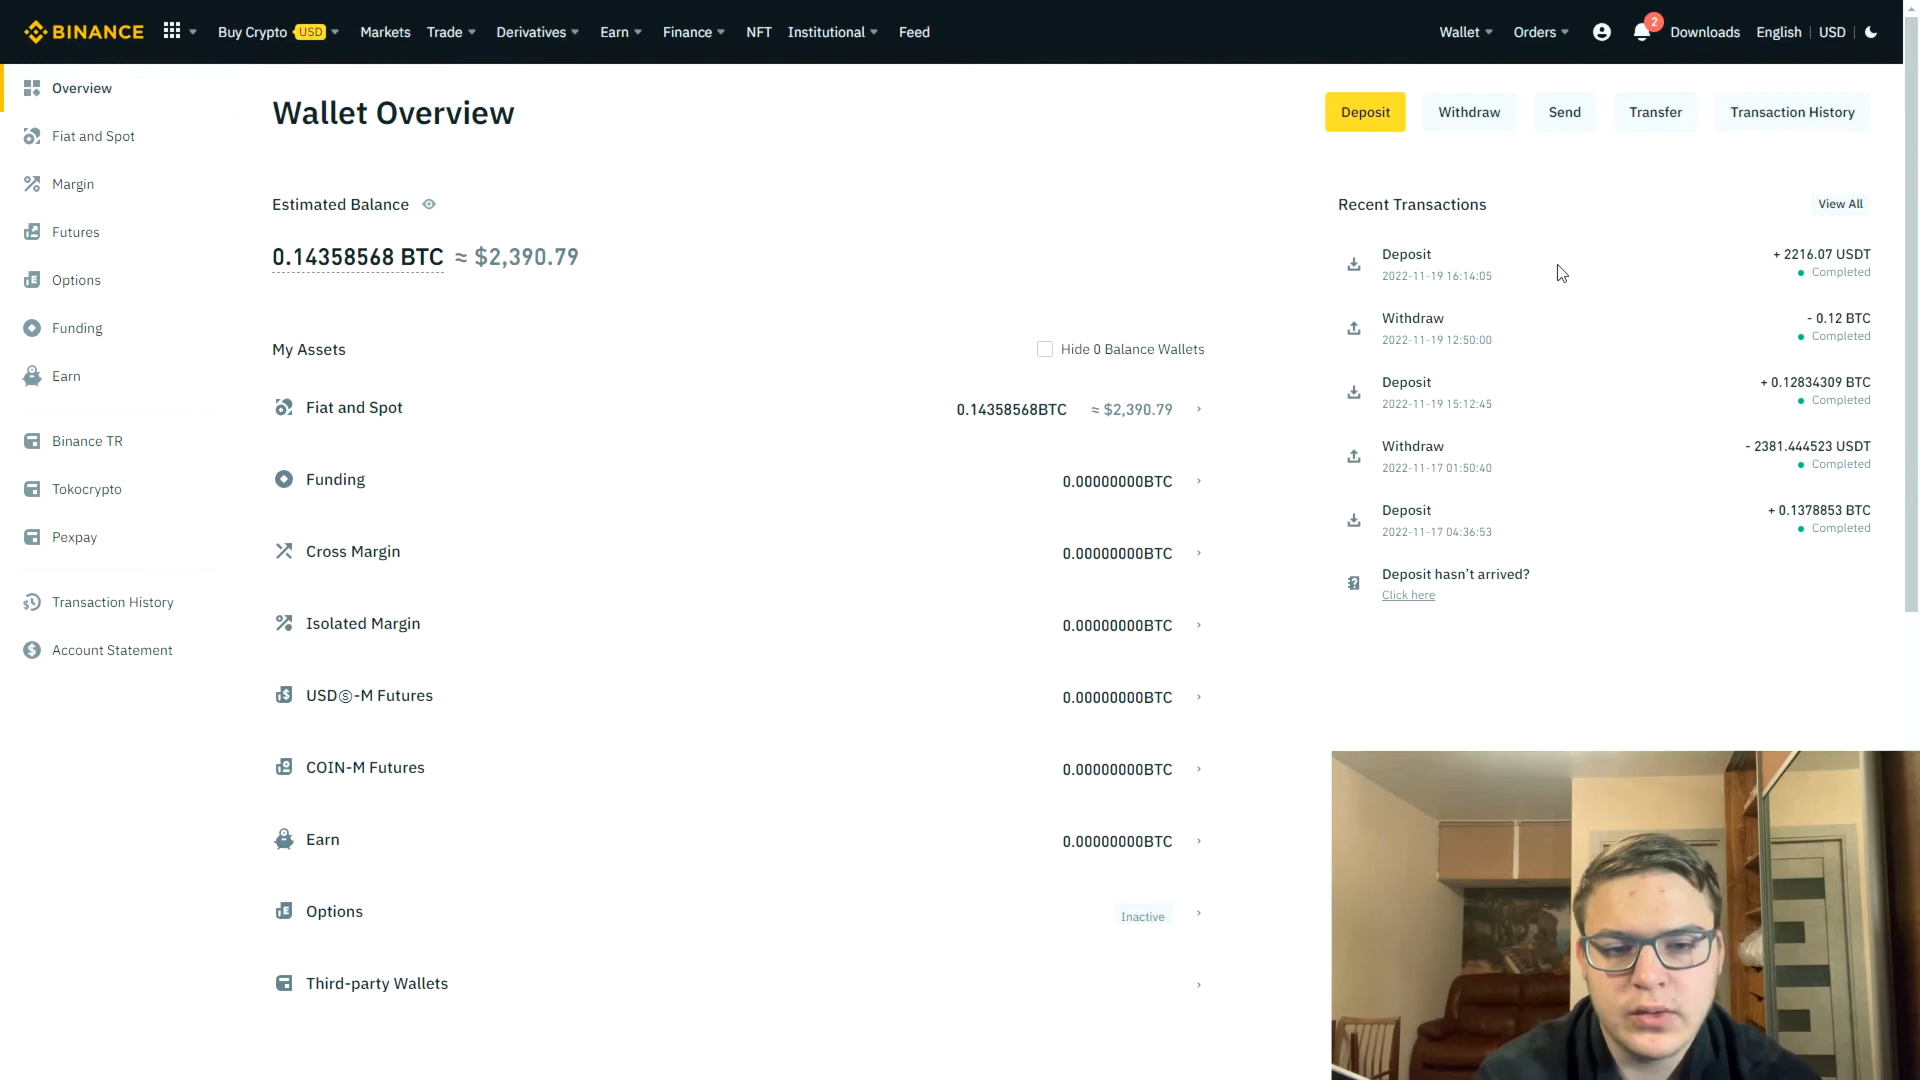 BINANCE Buy Crypto USD Markets Trade Derivatives Earn Finance NFT Institutional Feed Wallet Orders 2 Downloads English | USD
Overview
Fiat and Spot
Margin
Futures
Options
Funding
Earn
Binance TR
Tokocrypto
Pexpay
Transaction History
Account Statement
Wallet Overview
Deposit Withdraw Send Transfer Transaction History
Estimated Balance
0.14358568 BTC ≈ $2,390.79
My Assets Hide 0 Balance Wallets
Fiat and Spot 0.14358568BTC ≈ $2,390.79
Funding 0.00000000BTC
Cross Margin 0.00000000BTC
Isolated Margin 0.00000000BTC
USDⓈ-M Futures 0.00000000BTC
COIN-M Futures 0.00000000BTC
Earn 0.00000000BTC
Options Inactive
Third-party Wallets
Recent Transactions View All
Deposit + 2216.07 USDT
2022-11-19 16:14:05 Completed
Withdraw - 0.12 BTC
2022-11-19 12:50:00 Completed
Deposit + 0.12834309 BTC
2022-11-19 15:12:45 Completed
Withdraw - 2381.444523 USDT
2022-11-17 01:50:40 Completed
Deposit + 0.1378853 BTC
2022-11-17 04:36:53 Completed
Deposit hasn't arrived?
Click here